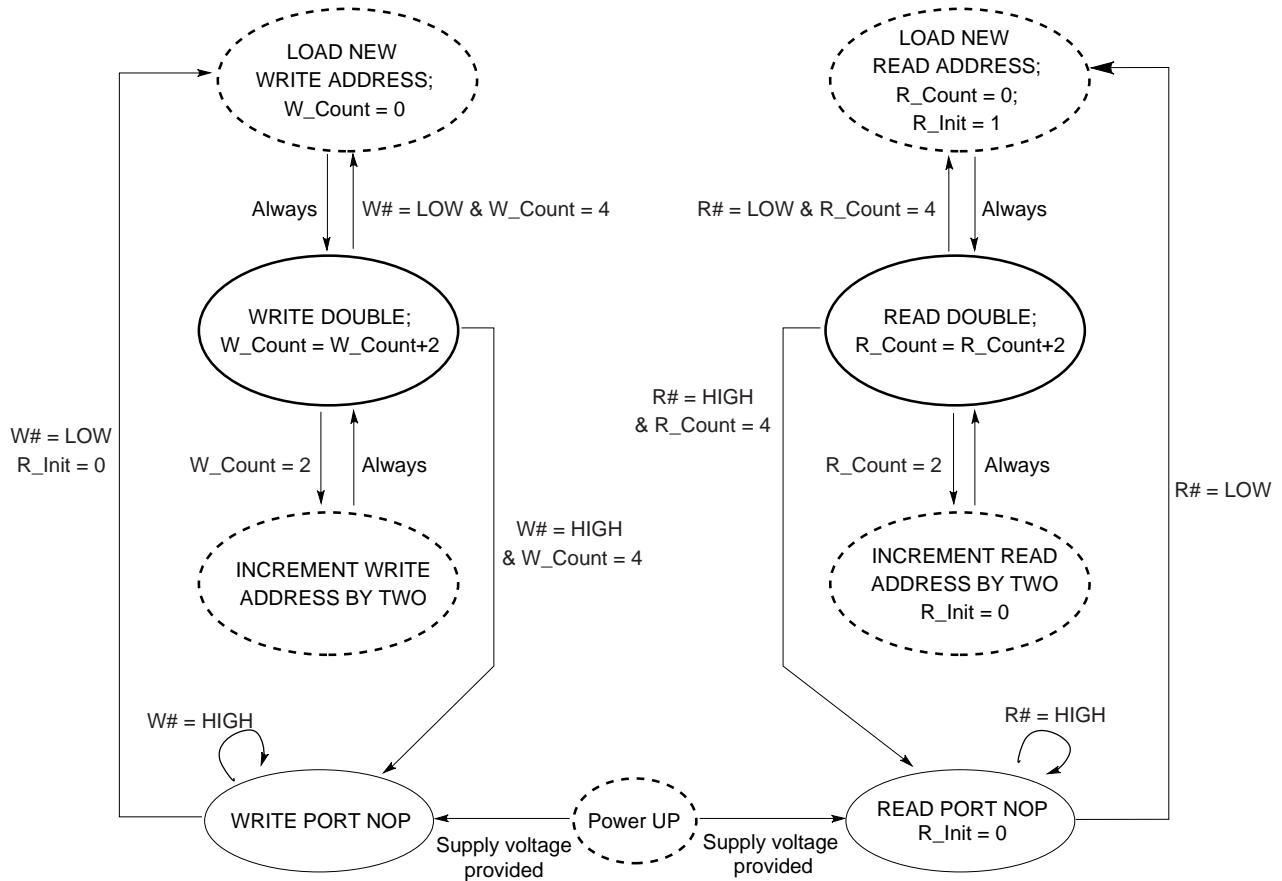 LOAD NEW
WRITE ADDRESS;
W_Count = 0
LOAD NEW
READ ADDRESS;
R_Count = 0;
R_Init = 1
Always
W# = LOW & W_Count = 4
R# = LOW & R_Count = 4
Always
WRITE DOUBLE;
W_Count = W_Count+2
READ DOUBLE;
R_Count = R_Count+2
W# = LOW
R_Init = 0
W_Count = 2
Always
W# = HIGH
& W_Count = 4
R# = HIGH
& R_Count = 4
R_Count = 2
Always
R# = LOW
INCREMENT WRITE
ADDRESS BY TWO
INCREMENT READ
ADDRESS BY TWO
R_Init = 0
W# = HIGH
R# = HIGH
WRITE PORT NOP
Power UP
READ PORT NOP
R_Init = 0
Supply voltage
provided
Supply voltage
provided